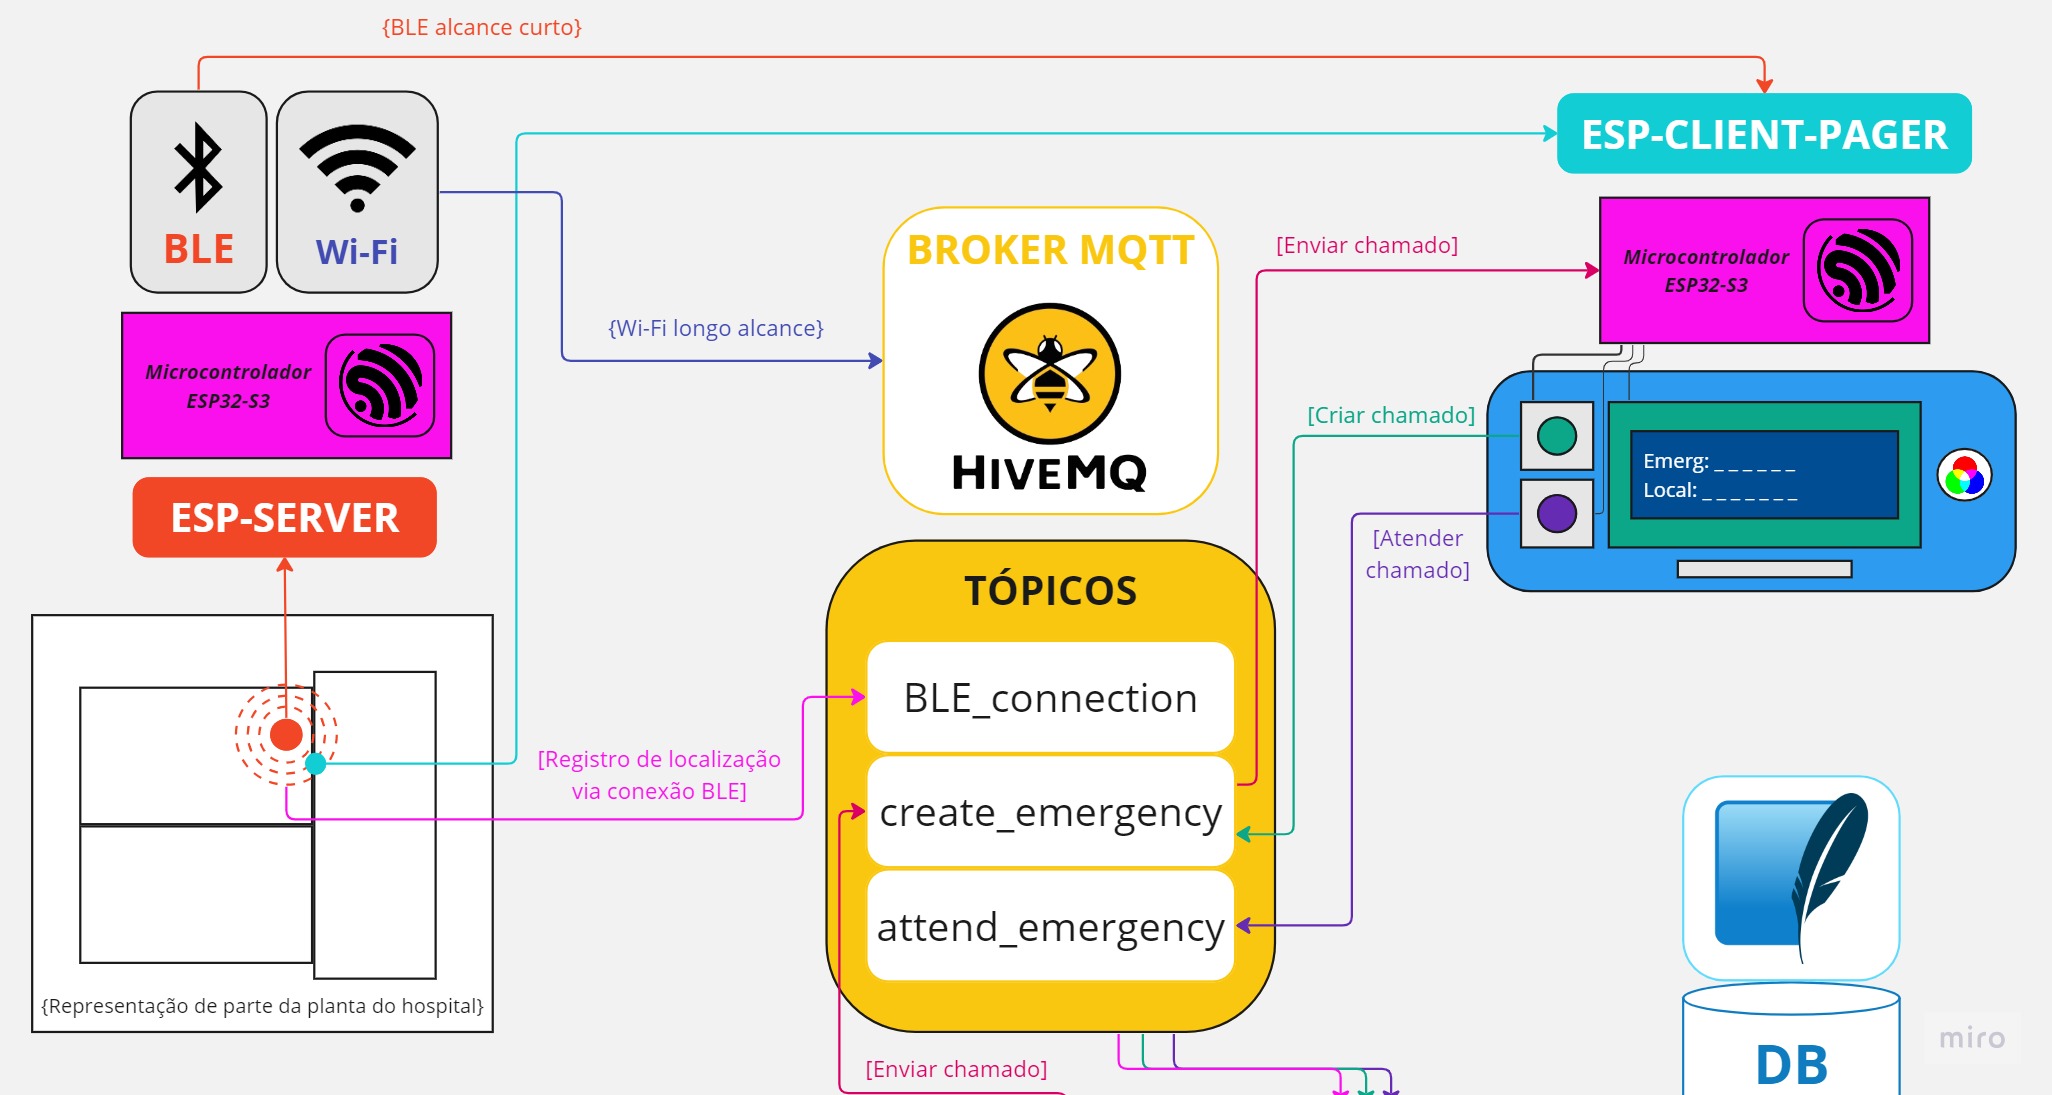 {BLE alcance curto}
BLE
Wi-Fi
ESP-CLIENT-PAGER
Microcontrolador
ESP32-S3
{Wi-Fi longo alcance}
BROKER MQTT
HIVEMQ
[Enviar chamado]
Microcontrolador
ESP32-S3
[Criar chamado]
Emerg: _ _ _ _ _ _
Local: _ _ _ _ _ _ _
[Atender
chamado]
ESP-SERVER
TÓPICOS
BLE_connection
create_emergency
attend_emergency
[Registro de localização
via conexão BLE]
{Representação de parte da planta do hospital}
[Enviar chamado]
DB
miro